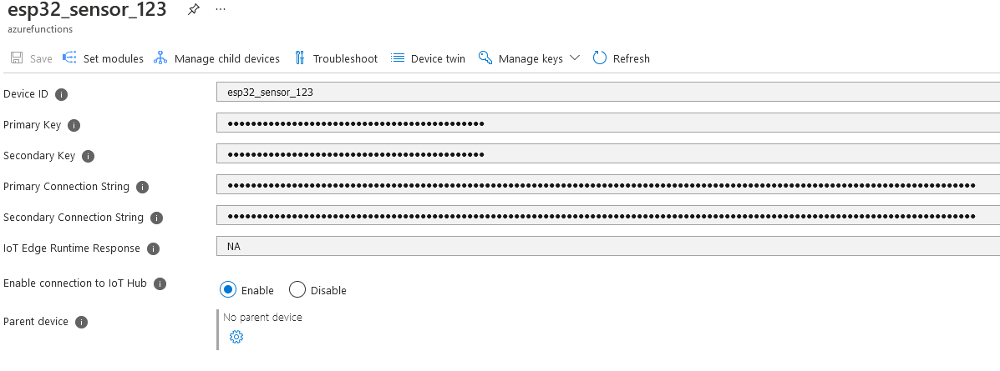 esp32_sensor_123 ...
azurefunctions
Save Set modules Manage child devices Troubleshoot Device twin Manage keys Refresh
Device ID i esp32_sensor_123
Primary Key i ••••••••••••••••••••••••••••••••••••••••••••
Secondary Key i ••••••••••••••••••••••••••••••••••••••••••••
Primary Connection String i ••••••••••••••••••••••••••••••••••••••••••••••••••••••••••••••••••••••••••••••••••••••••••••••••••••••••••••••••••••••••••••••••
Secondary Connection String i ••••••••••••••••••••••••••••••••••••••••••••••••••••••••••••••••••••••••••••••••••••••••••••••••••••••••••••••••••••••••••••••••
IoT Edge Runtime Response i NA
Enable connection to IoT Hub i Enable Disable
Parent device i No parent device